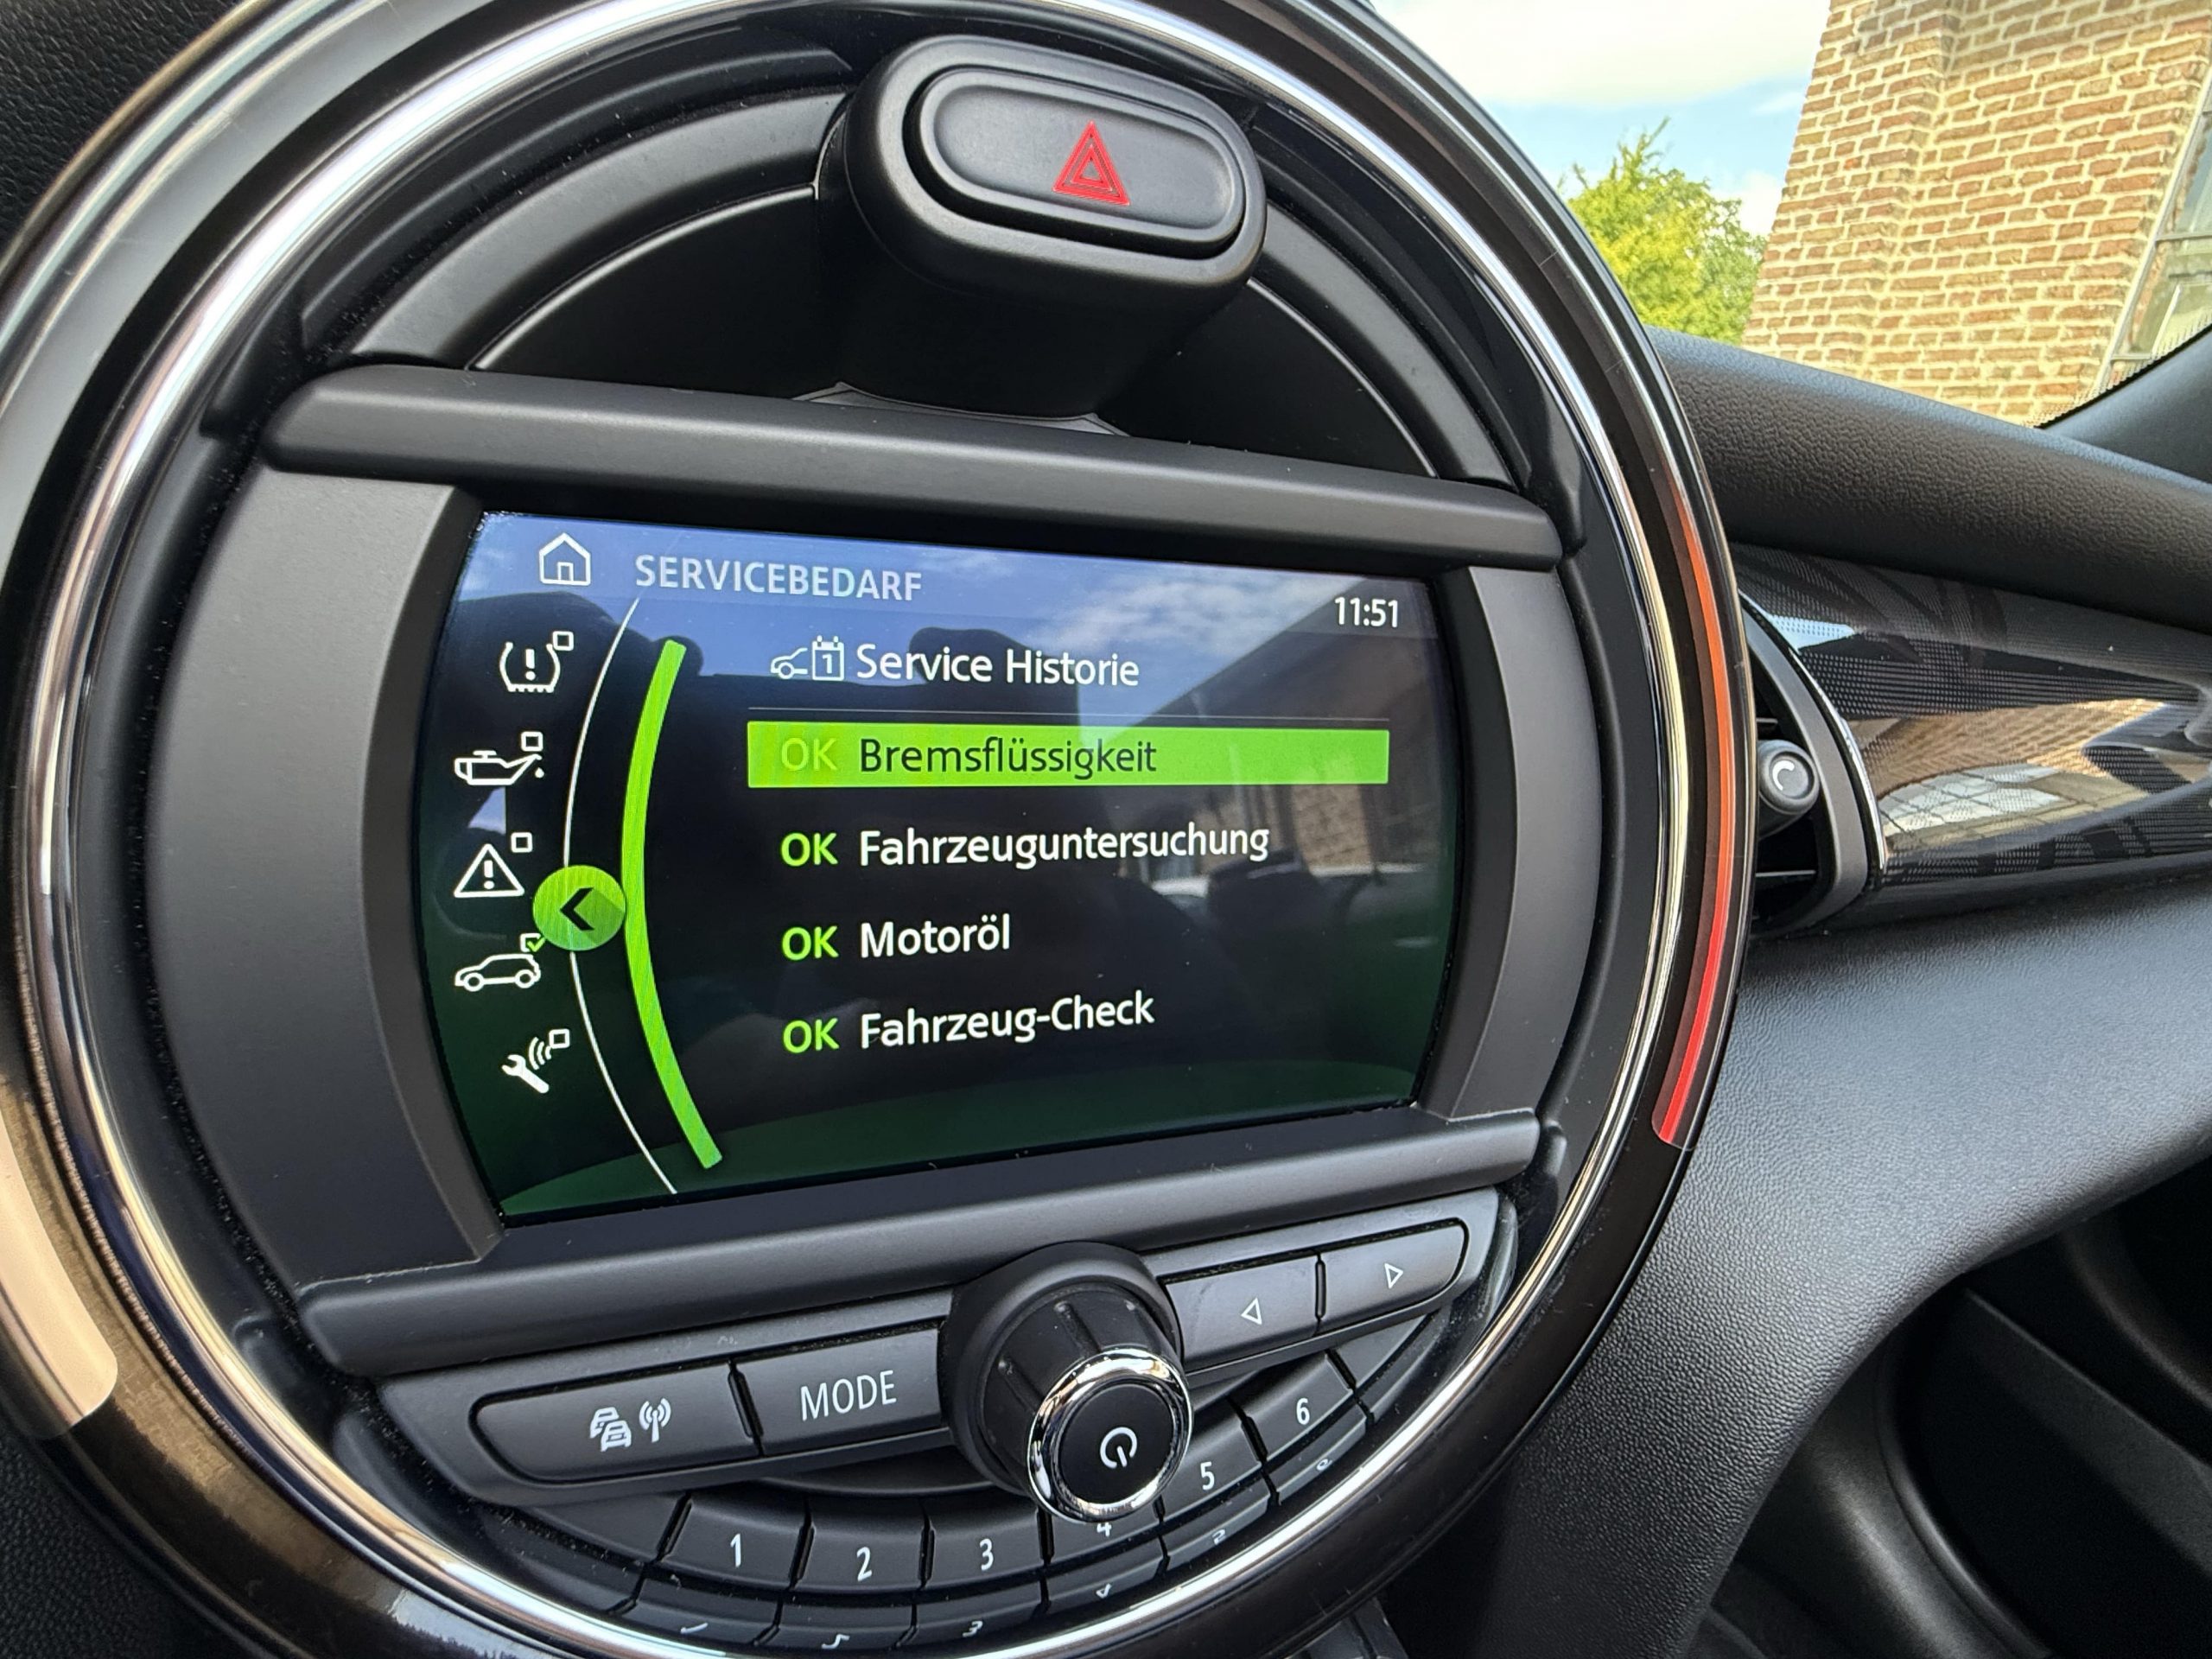 SERVICEBEDARF
11:51
1 Service Historie
OK Bremsflüssigkeit
OK Fahrzeuguntersuchung
OK Motoröl
OK Fahrzeug-Check
MODE
1 2 3 4 5 6